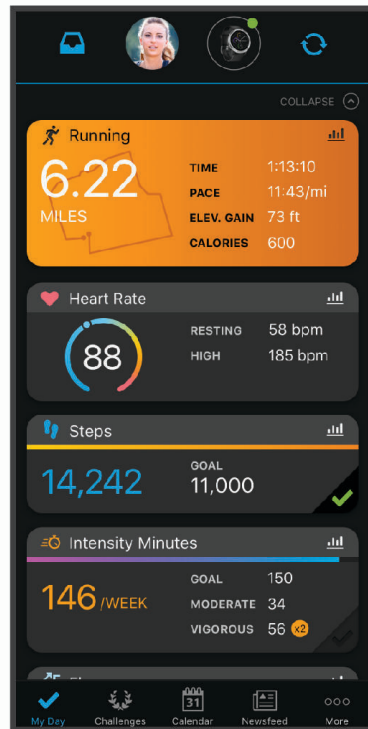 COLLAPSE
Running
6.22
MILES
TIME 1:13:10
PACE 11:43/mi
ELEV. GAIN 73 ft
CALORIES 600
Heart Rate
88
RESTING 58 bpm
HIGH 185 bpm
Steps
14,242
GOAL
11,000
Intensity Minutes
146 /WEEK
GOAL 150
MODERATE 34
VIGOROUS 56 x2
31
My Day Challenges Calendar Newsfeed More